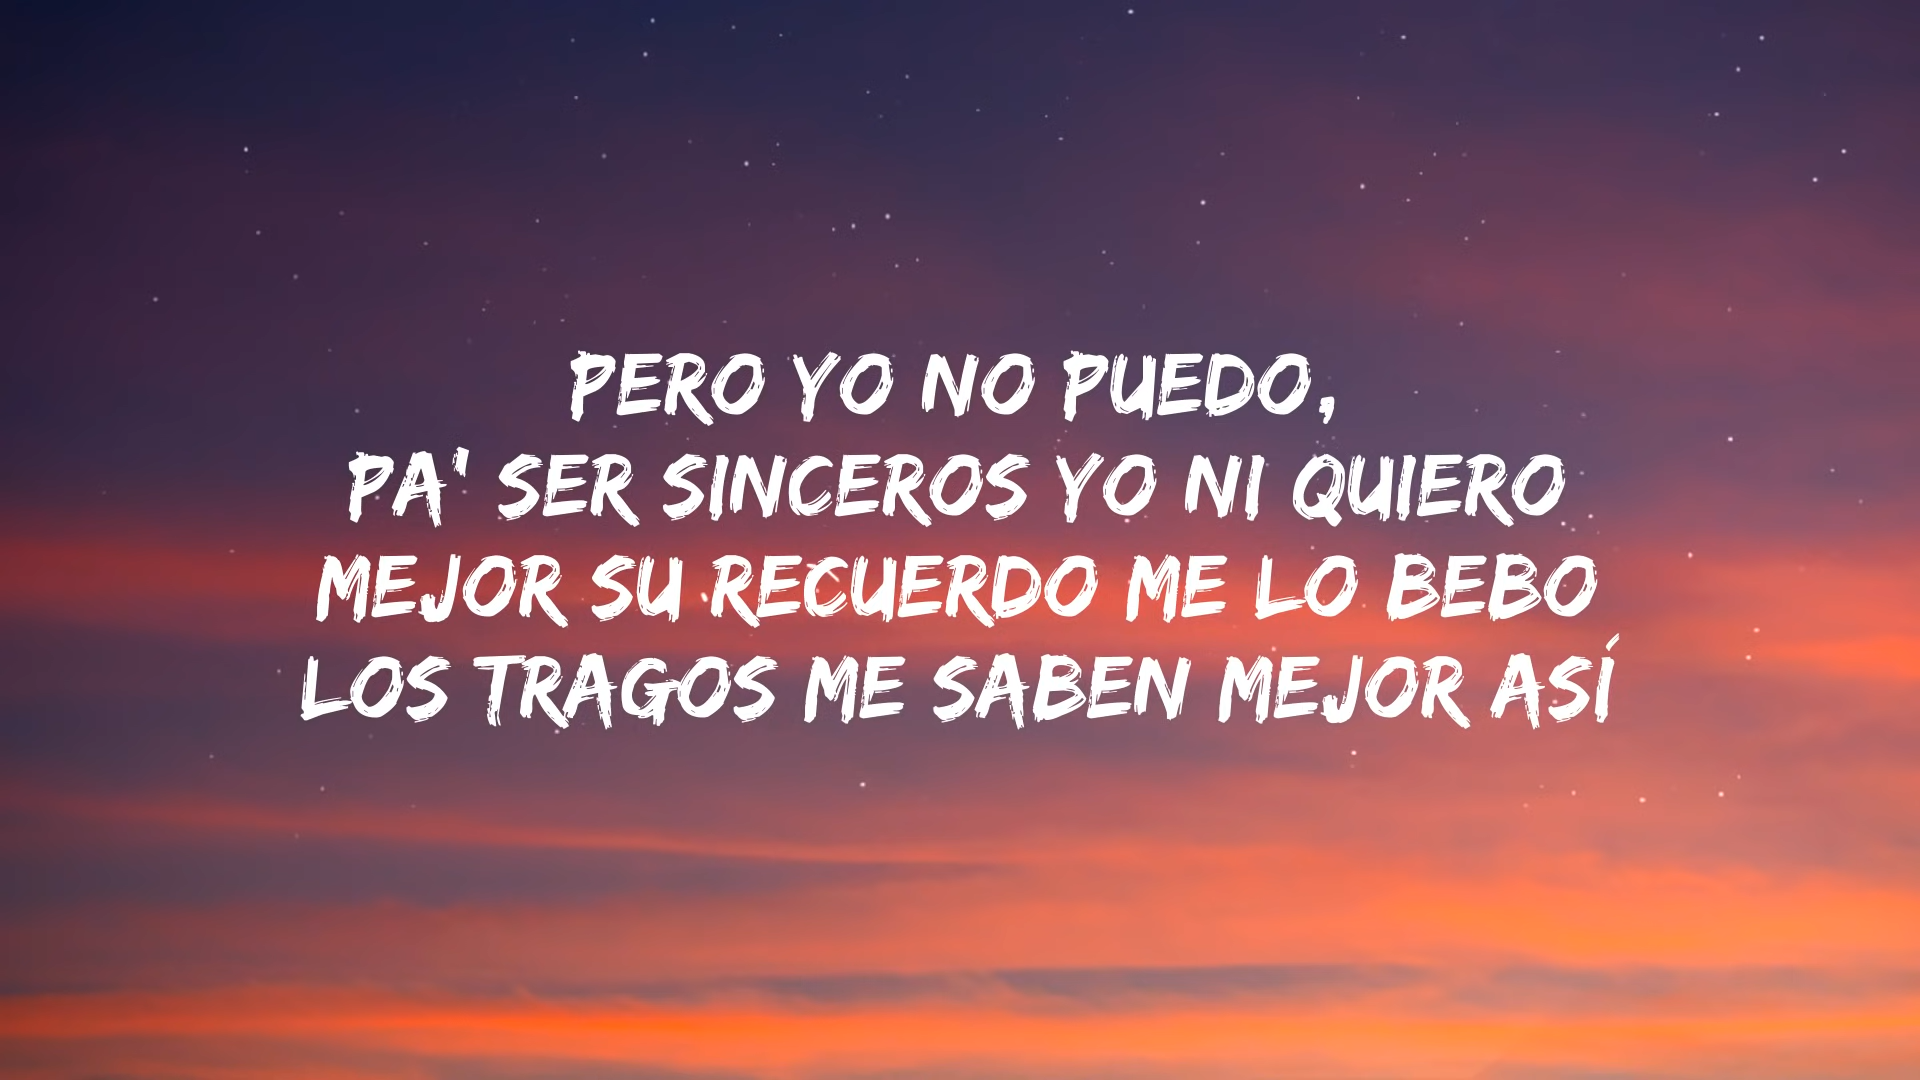 PERO YO NO PUEDO,
PA' SER SINCEROS YO NI QUIERO
MEJOR SU RECUERDO ME LO BEBO
LOS TRAGOS ME SABEN MEJOR ASÍ